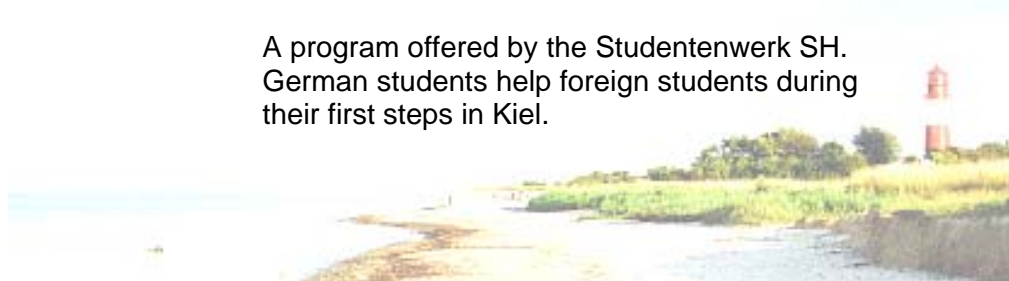 A program offered by the Studentenwerk SH.
German students help foreign students during
their first steps in Kiel.